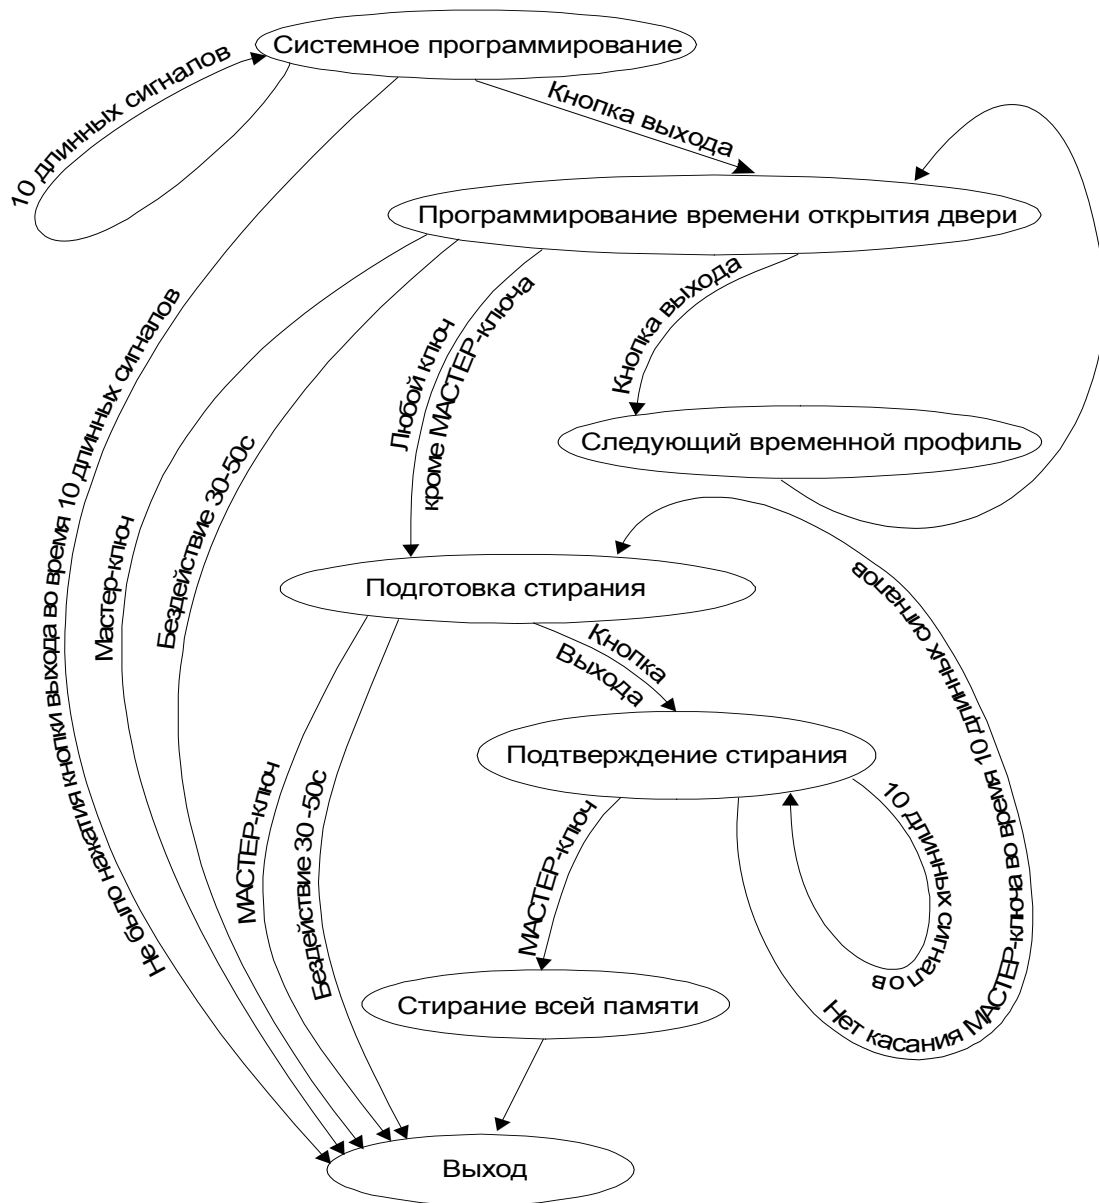 Системное программирование
10 длинных сигналов
Кнопка выхода
Программирование времени открытия двери
Не было нажатия кнопки выхода во время 10 длинных сигналов
Мастер-ключ
Бездействие 30-50с
Любой ключ
кроме МАСТЕР-ключа
Кнопка выхода
Следующий временной профиль
Подготовка стирания
Кнопка
Выхода
Нет касания МАСТЕР-ключа во время 10 длинных сигналов
Подтверждение стирания
10 длинных сигналов
МАСТЕР-ключ
Бездействие 30-50с
МАСТЕР-ключ
Стирание всей памяти
Выход